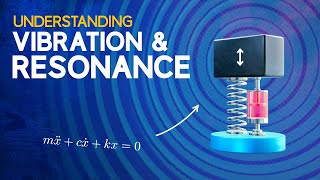 UNDERSTANDING
VIBRATION &
RESONANCE
mẍ + cẋ + kx = 0